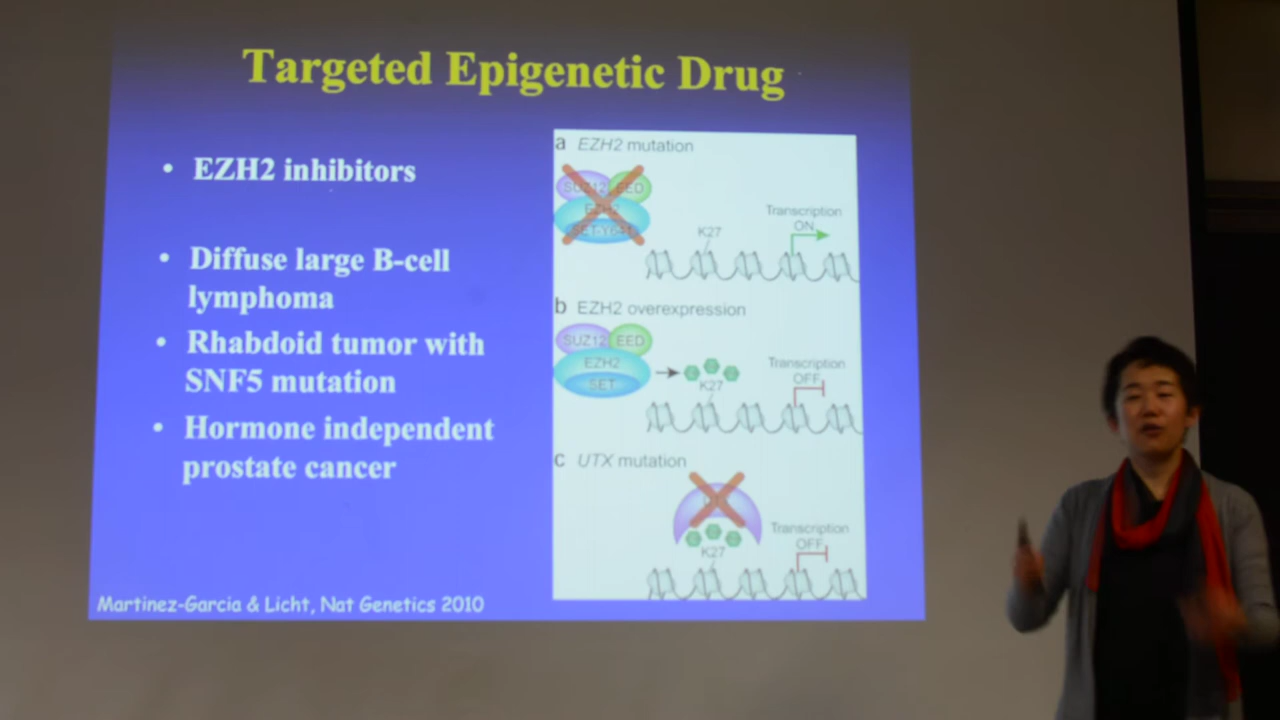 Targeted Epigenetic Drug
• EZH2 inhibitors
• Diffuse large B-cell
lymphoma
• Rhabdoid tumor with
SNF5 mutation
• Hormone independent
prostate cancer
Martinez-Garcia & Licht, Nat Genetics 2010
a EZH2 mutation
SUZ12 EED
EZH2
Transcription
ON
K27
b EZH2 overexpression
SUZ12 EED
EZH2
SET
Transcription
OFF
K27
c UTX mutation
Transcription
OFF
K27